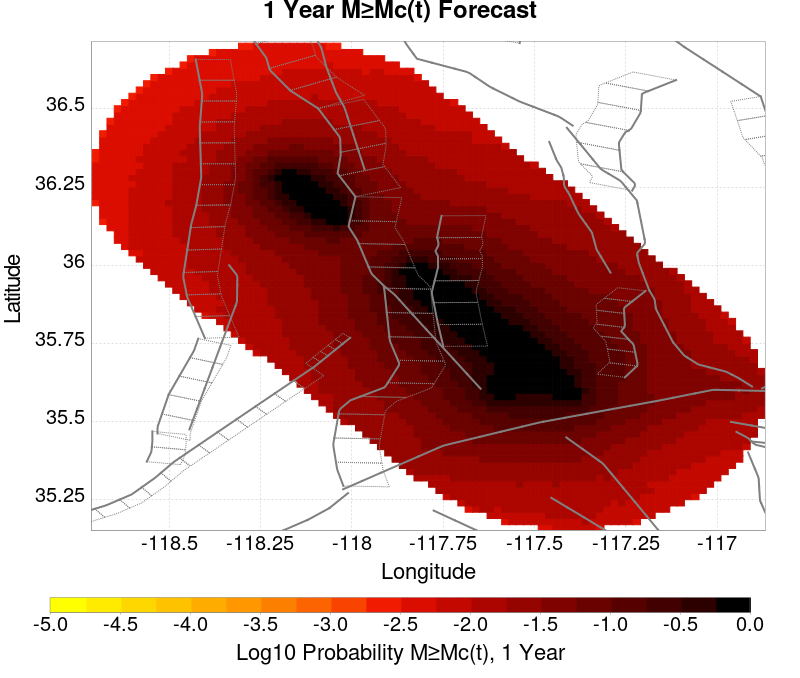 1 Year M≥Mc(t) Forecast
36.5
36.25
36
35.75
35.5
35.25
Latitude
-118.5 -118.25 -118 -117.75 -117.5 -117.25 -117
Longitude
-5.0 -4.5 -4.0 -3.5 -3.0 -2.5 -2.0 -1.5 -1.0 -0.5 0.0
Log10 Probability M≥Mc(t), 1 Year